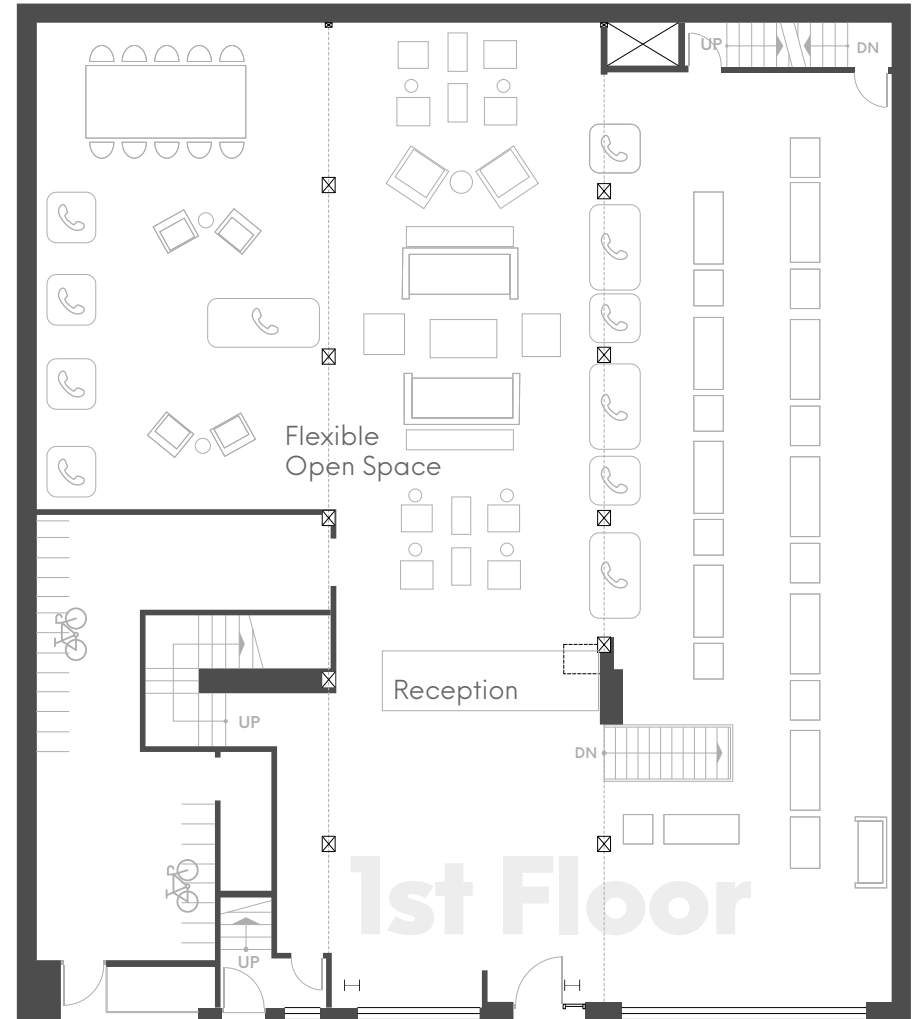 UP
DN
Flexible
Open Space
Reception
UP
DN
1st Floor
UP